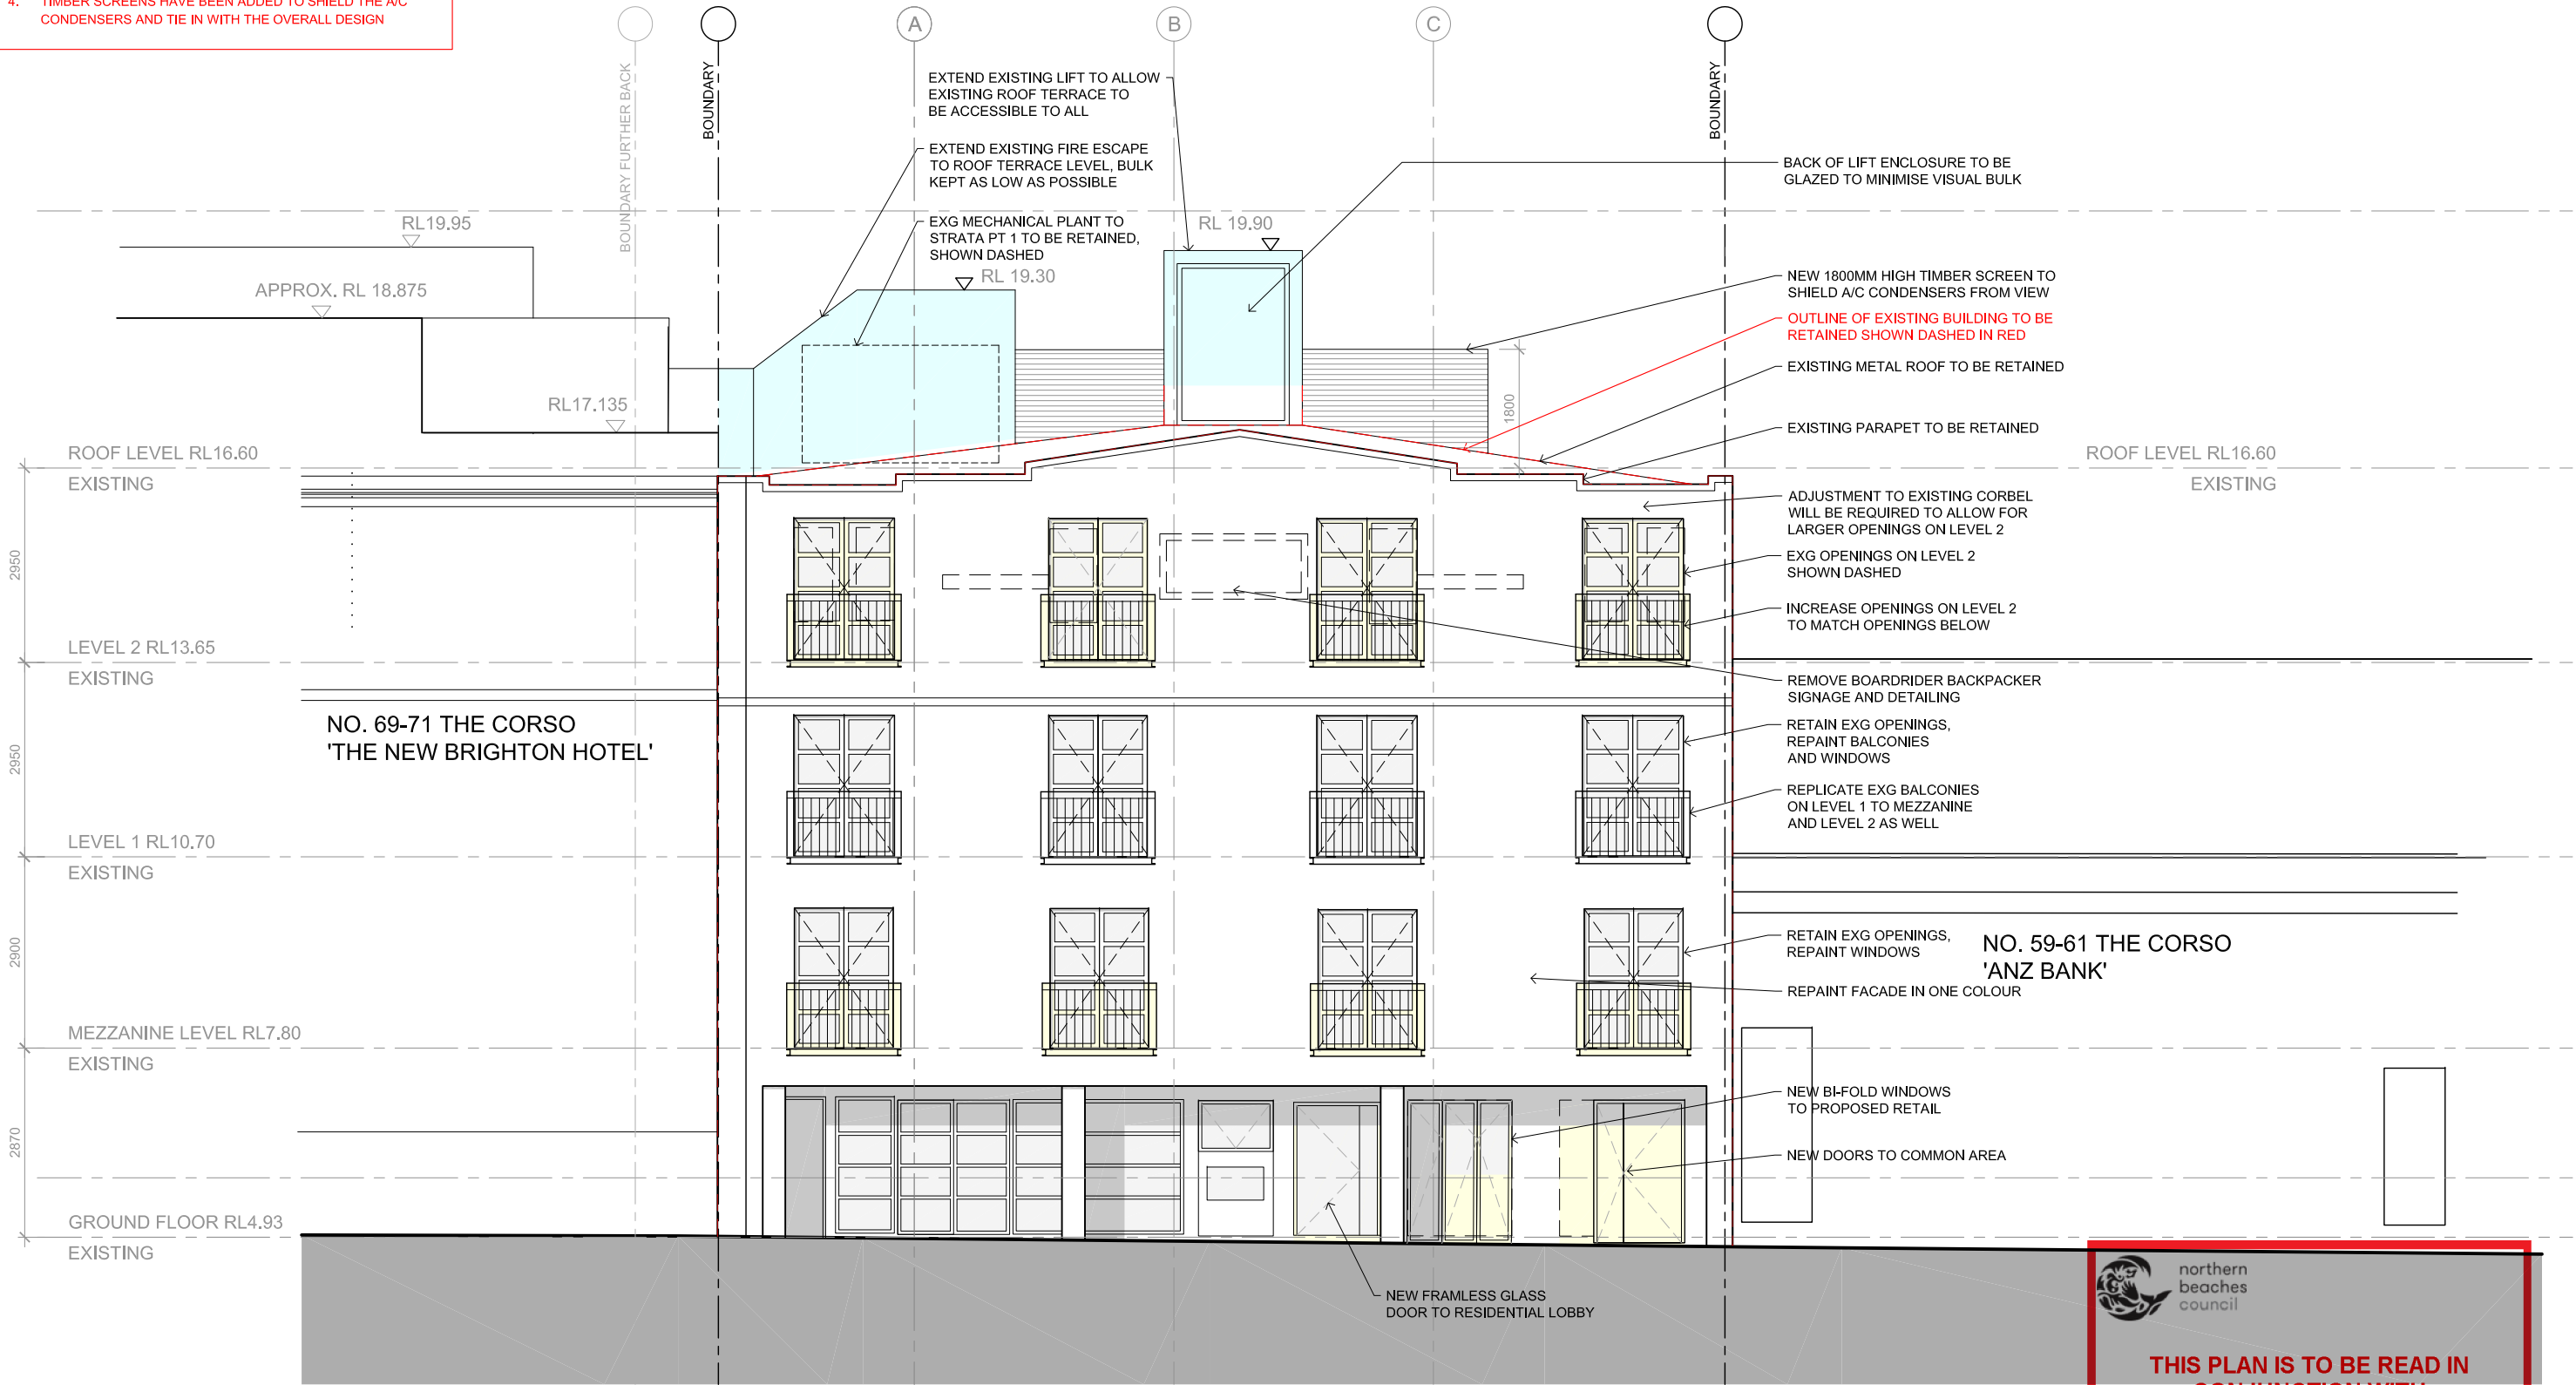 4. TIMBER SCREENS HAVE BEEN ADDED TO SHIELD THE A/C
CONDENSERS AND TIE IN WITH THE OVERALL DESIGN
A
B
C
BOUNDARY FURTHER BACK
BOUNDARY
BOUNDARY
EXTEND EXISTING LIFT TO ALLOW
EXISTING ROOF TERRACE TO
BE ACCESSIBLE TO ALL
EXTEND EXISTING FIRE ESCAPE
TO ROOF TERRACE LEVEL, BULK
KEPT AS LOW AS POSSIBLE
EXG MECHANICAL PLANT TO
STRATA PT 1 TO BE RETAINED,
SHOWN DASHED
RL19.95
APPROX. RL 18.875
RL17.135
RL 19.30
RL 19.90
BACK OF LIFT ENCLOSURE TO BE
GLAZED TO MINIMISE VISUAL BULK
NEW 1800MM HIGH TIMBER SCREEN TO
SHIELD A/C CONDENSERS FROM VIEW
OUTLINE OF EXISTING BUILDING TO BE
RETAINED SHOWN DASHED IN RED
EXISTING METAL ROOF TO BE RETAINED
1800
EXISTING PARAPET TO BE RETAINED
ROOF LEVEL RL16.60
EXISTING
ROOF LEVEL RL16.60
EXISTING
ADJUSTMENT TO EXISTING CORBEL
WILL BE REQUIRED TO ALLOW FOR
LARGER OPENINGS ON LEVEL 2
EXG OPENINGS ON LEVEL 2
SHOWN DASHED
INCREASE OPENINGS ON LEVEL 2
TO MATCH OPENINGS BELOW
2950
LEVEL 2 RL13.65
EXISTING
REMOVE BOARDRIDER BACKPACKER
SIGNAGE AND DETAILING
NO. 69-71 THE CORSO
'THE NEW BRIGHTON HOTEL'
RETAIN EXG OPENINGS,
REPAINT BALCONIES
AND WINDOWS
REPLICATE EXG BALCONIES
ON LEVEL 1 TO MEZZANINE
AND LEVEL 2 AS WELL
2950
LEVEL 1 RL10.70
EXISTING
RETAIN EXG OPENINGS,
REPAINT WINDOWS
NO. 59-61 THE CORSO
'ANZ BANK'
REPAINT FACADE IN ONE COLOUR
2900
MEZZANINE LEVEL RL7.80
EXISTING
NEW BI-FOLD WINDOWS
TO PROPOSED RETAIL
NEW DOORS TO COMMON AREA
2870
GROUND FLOOR RL4.93
EXISTING
NEW FRAMLESS GLASS
DOOR TO RESIDENTIAL LOBBY
northern
beaches
council
THIS PLAN IS TO BE READ IN
CONJUNCTION WITH